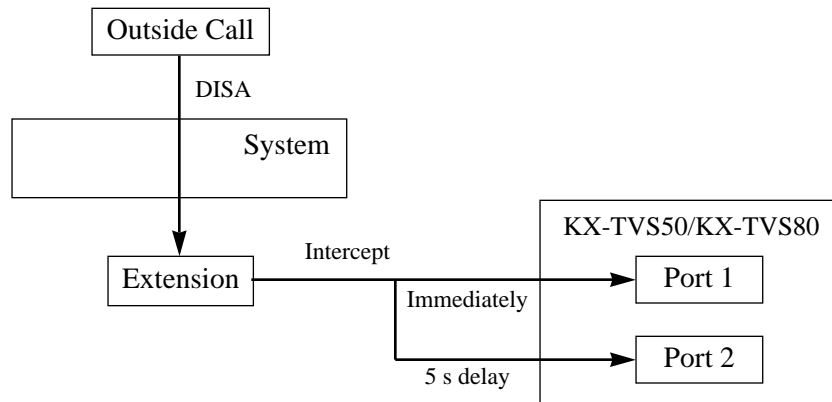 Outside Call
DISA
System
KX-TVS50/KX-TVS80
Intercept
Extension
Port 1
Immediately
Port 2
5 s delay